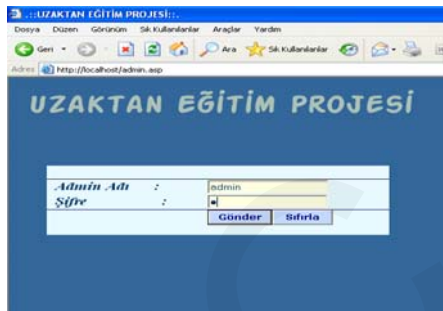 .::UZAKTAN EĞİTİM PROJESİ::.
Dosya Düzen Görünüm Sık Kullanılanlar Araçlar Yardım
Geri Ara Sık Kullanılanlar
Adres http://localhost/admin.asp
UZAKTAN EĞİTİM PROJESİ
Admin Adı : admin
Şifre :
Gönder Sıfırla